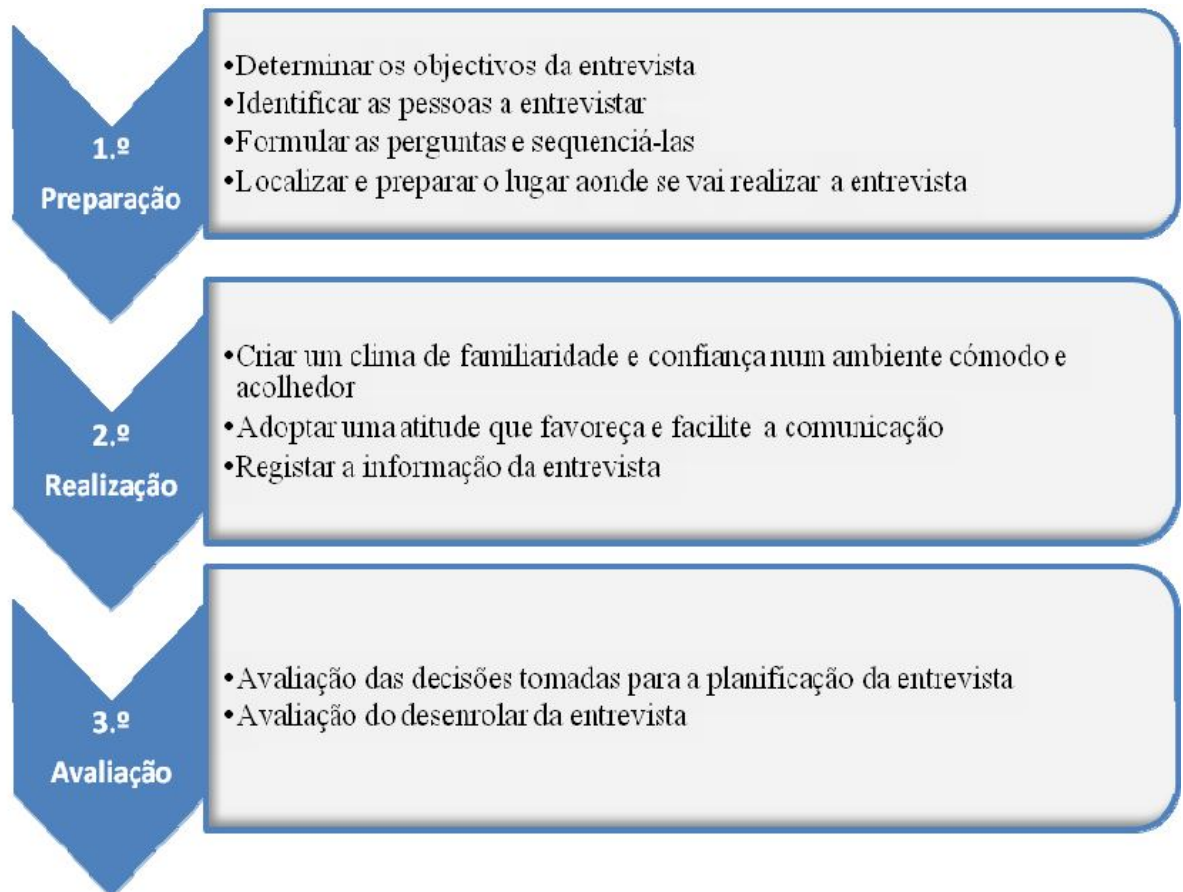 1.º
Preparação
•Determinar os objectivos da entrevista
•Identificar as pessoas a entrevistar
•Formular as perguntas e sequenciá-las
•Localizar e preparar o lugar aonde se vai realizar a entrevista
2.º
Realização
•Criar um clima de familiaridade e confiança num ambiente cómodo e
acolhedor
•Adoptar uma atitude que favoreça e facilite a comunicação
•Registar a informação da entrevista
3.º
Avaliação
•Avaliação das decisões tomadas para a planificação da entrevista
•Avaliação do desenrolar da entrevista